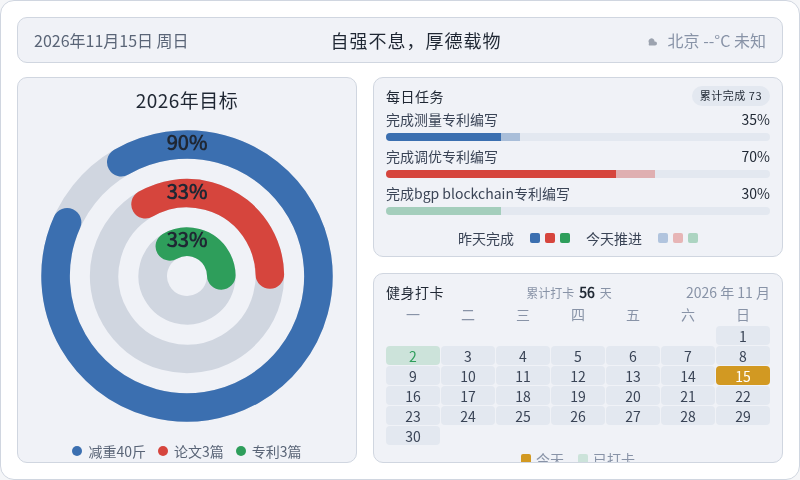 2026年11月15日 周日
自强不息，厚德载物
北京 --°C 未知
2026年目标
90%
33%
33%
减重40斤 论文3篇 专利3篇
每日任务 累计完成 73
完成测量专利编写 35%
完成调优专利编写 70%
完成bgp blockchain专利编写 30%
昨天完成 今天推进
健身打卡 累计打卡 56 天 2026 年 11 月
一 二 三 四 五 六 日
1
2 3 4 5 6 7 8
9 10 11 12 13 14 15
16 17 18 19 20 21 22
23 24 25 26 27 28 29
30
今天 已打卡